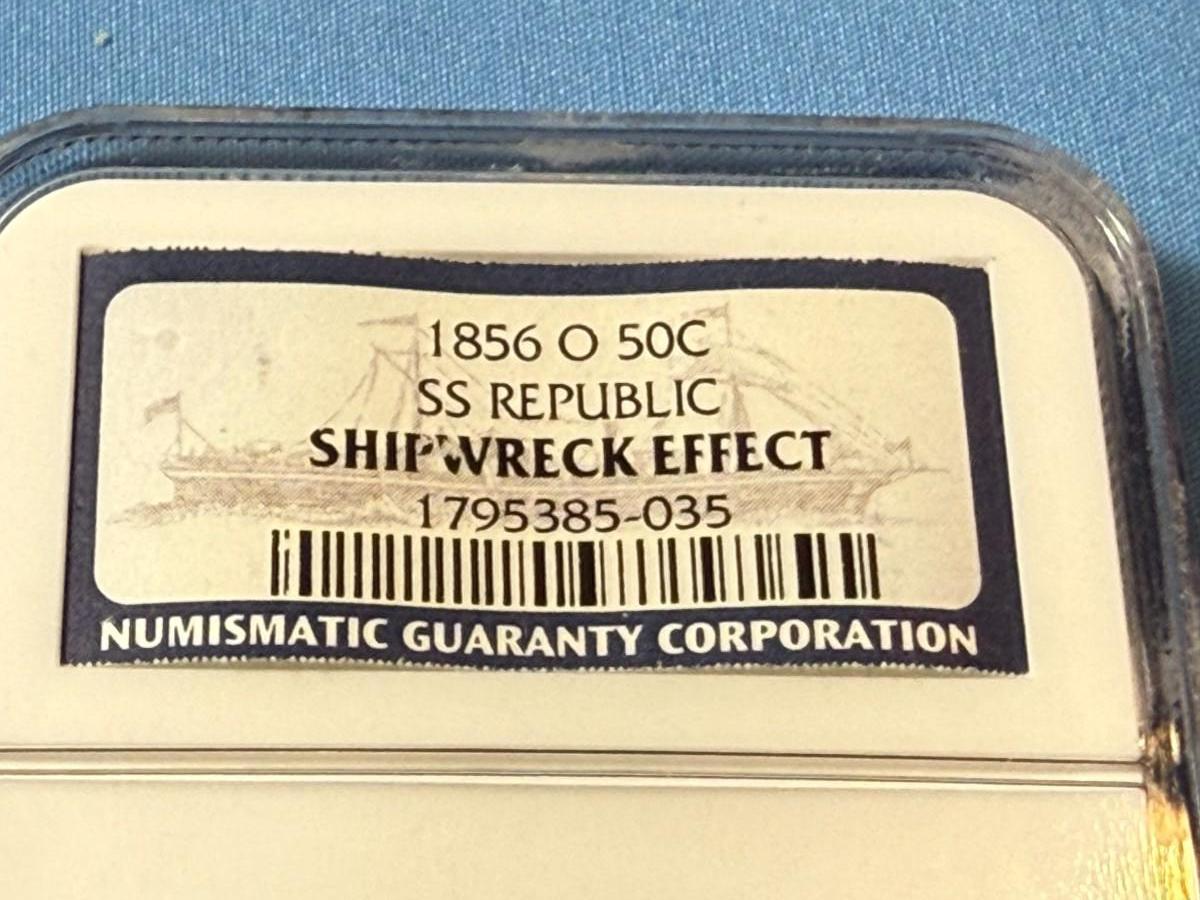 1856 O 50C
SS REPUBLIC
SHIPWRECK EFFECT
1795385-035
NUMISMATIC GUARANTY CORPORATION